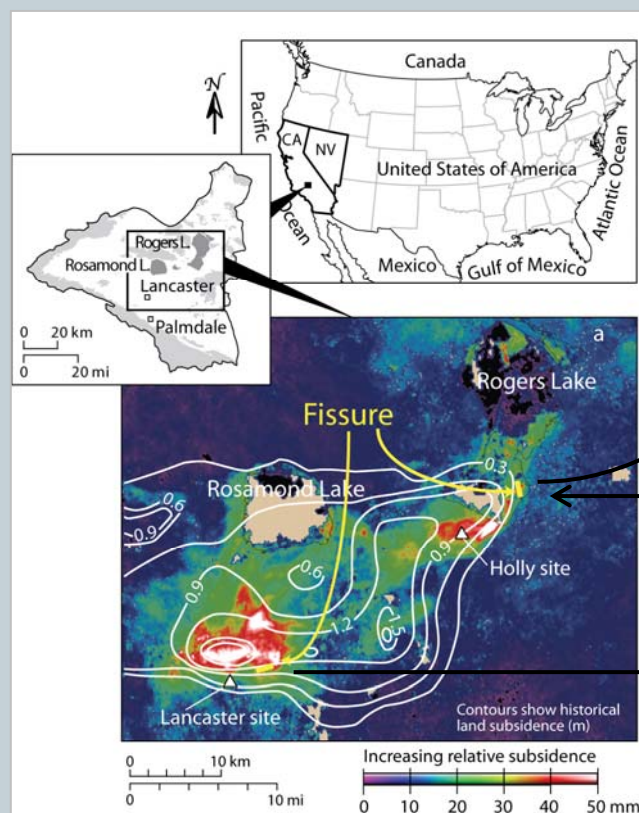 Canada
N
Pacific
Ocean
CA
NV
United States of America
Atlantic Ocean
Mexico
Gulf of Mexico
Rogers L.
Rosamond L.
Lancaster
Palmdale
0 20 km
0 20 mi
a
Rogers Lake
Fissure
Rosamond Lake
0.3
0.6
0.9
0.9
0.9
0.6
1.2
1.5
Holly site
Lancaster site
Contours show historical
land subsidence (m)
0 10 km
0 10 mi
Increasing relative subsidence
0 10 20 30 40 50 mm